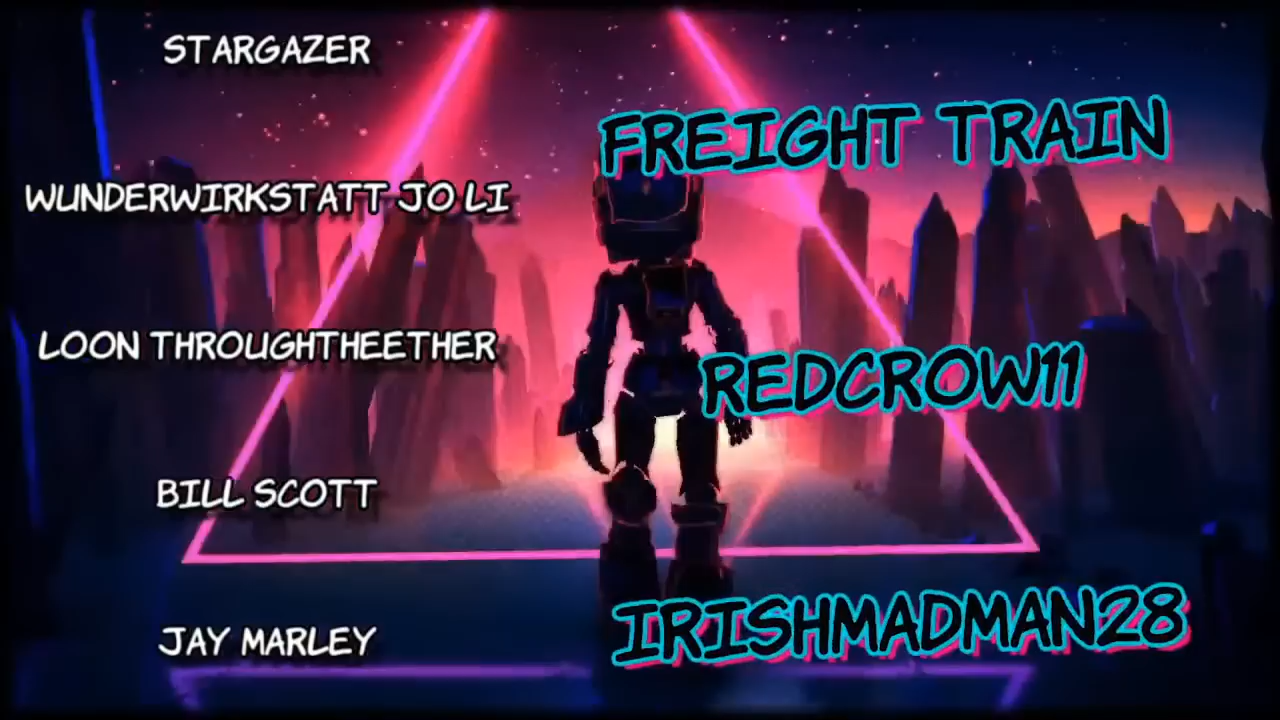 STARGAZER
WUNDERWIRKSTATT JO LI
LOON THROUGHTHEETHER
BILL SCOTT
JAY MARLEY
FREIGHT TRAIN
REDCROW11
IRISHMADMAN28